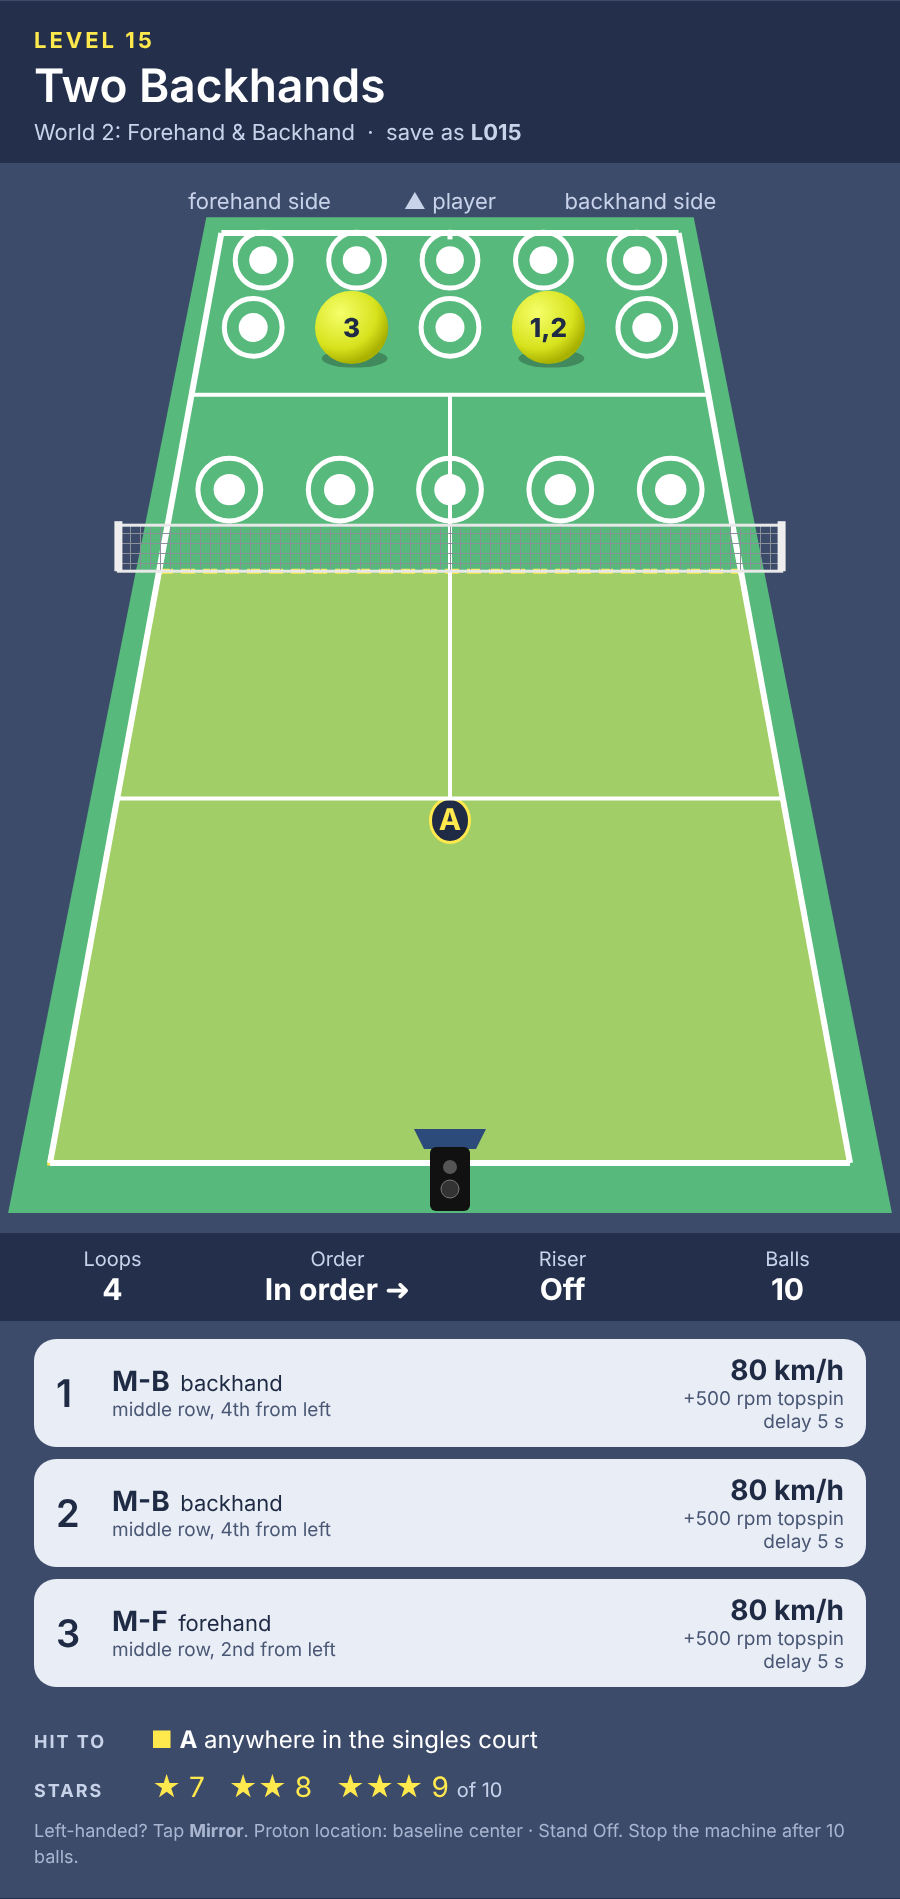 LEVEL 15
Two Backhands
World 2: Forehand & Backhand · save as L015
forehand side ▲ player backhand side
3 1,2
A
Loops Order Riser Balls
4 In order ➜ Off 10
1 M-B backhand 80 km/h
middle row, 4th from left +500 rpm topspin
delay 5 s
2 M-B backhand 80 km/h
middle row, 4th from left +500 rpm topspin
delay 5 s
3 M-F forehand 80 km/h
middle row, 2nd from left +500 rpm topspin
delay 5 s
HIT TO ■ A anywhere in the singles court
STARS ★ 7 ★★ 8 ★★★ 9 of 10
Left-handed? Tap Mirror. Proton location: baseline center · Stand Off. Stop the machine after 10
balls.